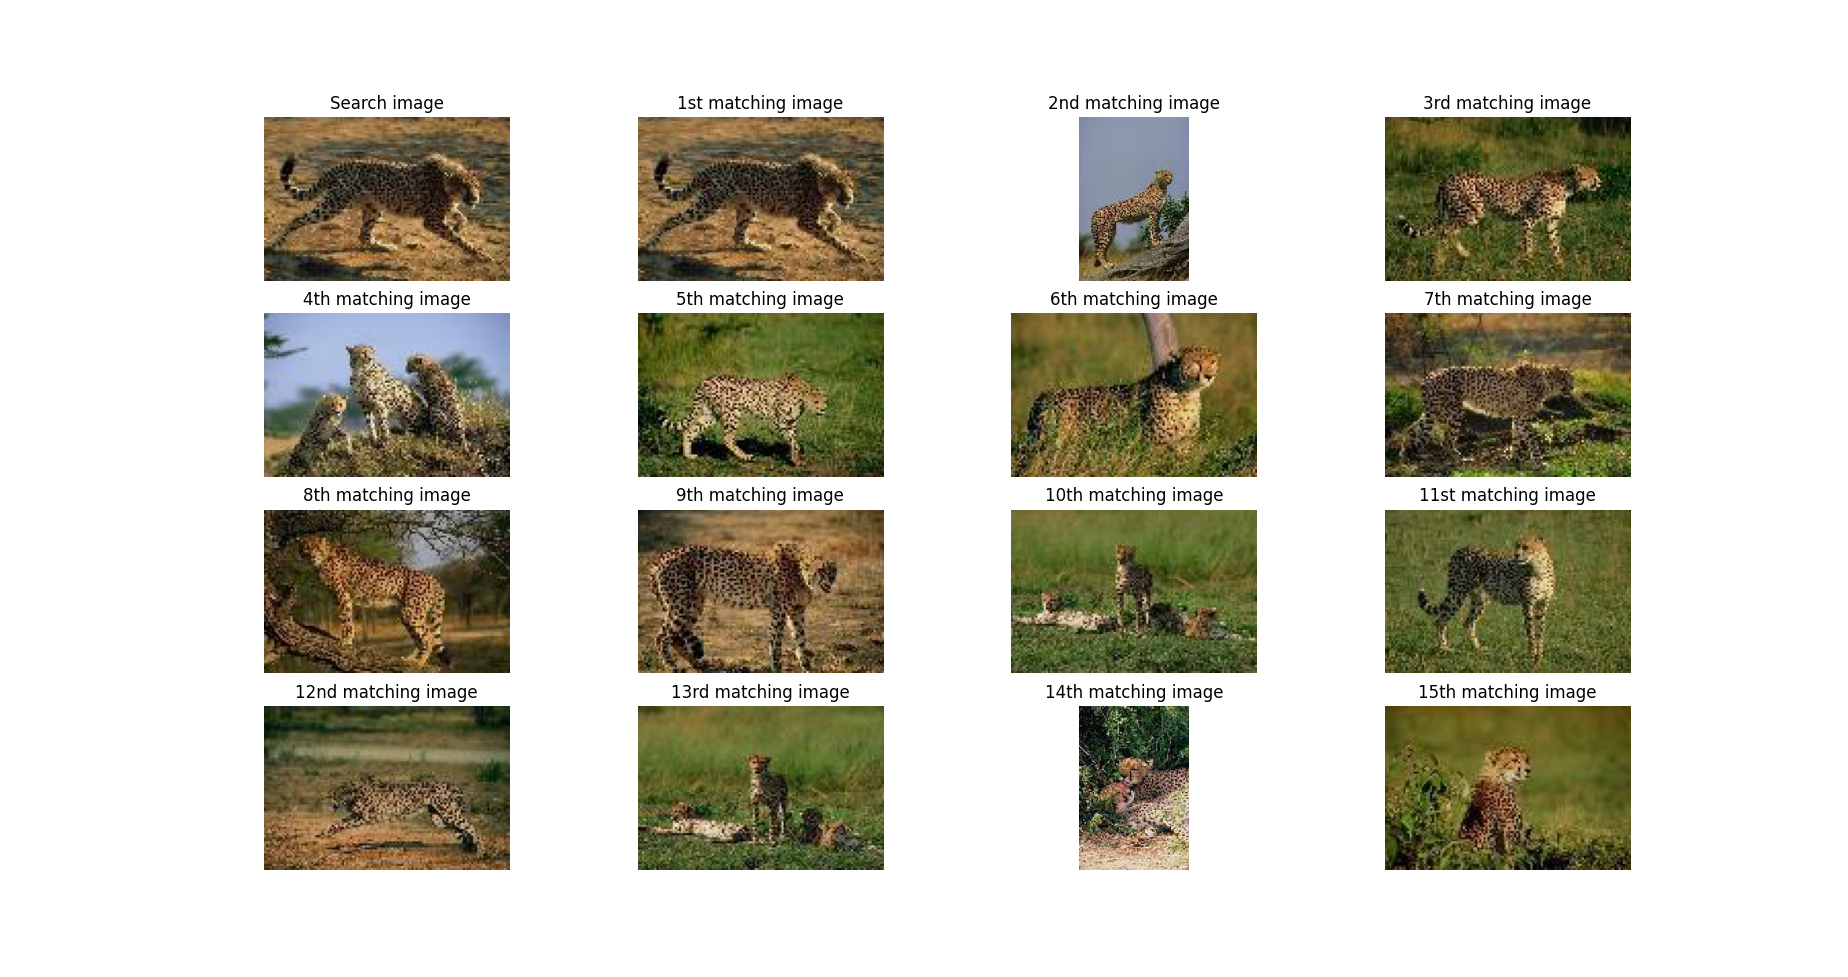 Search image
1st matching image
2nd matching image
3rd matching image
4th matching image
5th matching image
6th matching image
7th matching image
8th matching image
9th matching image
10th matching image
11st matching image
12nd matching image
13rd matching image
14th matching image
15th matching image